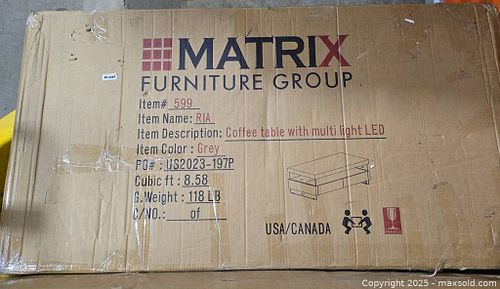 MATRIX
FURNITURE GROUP
Item# 599
Item Name: RIA
Item Description: Coffee table with multi light LED
Item Color : Grey
PO# : US2023-197P
Cubic ft : 8.58
G.Weight : 118 LB
C/NO. : of
USA/CANADA
Copyright 2025 - maxsold.com